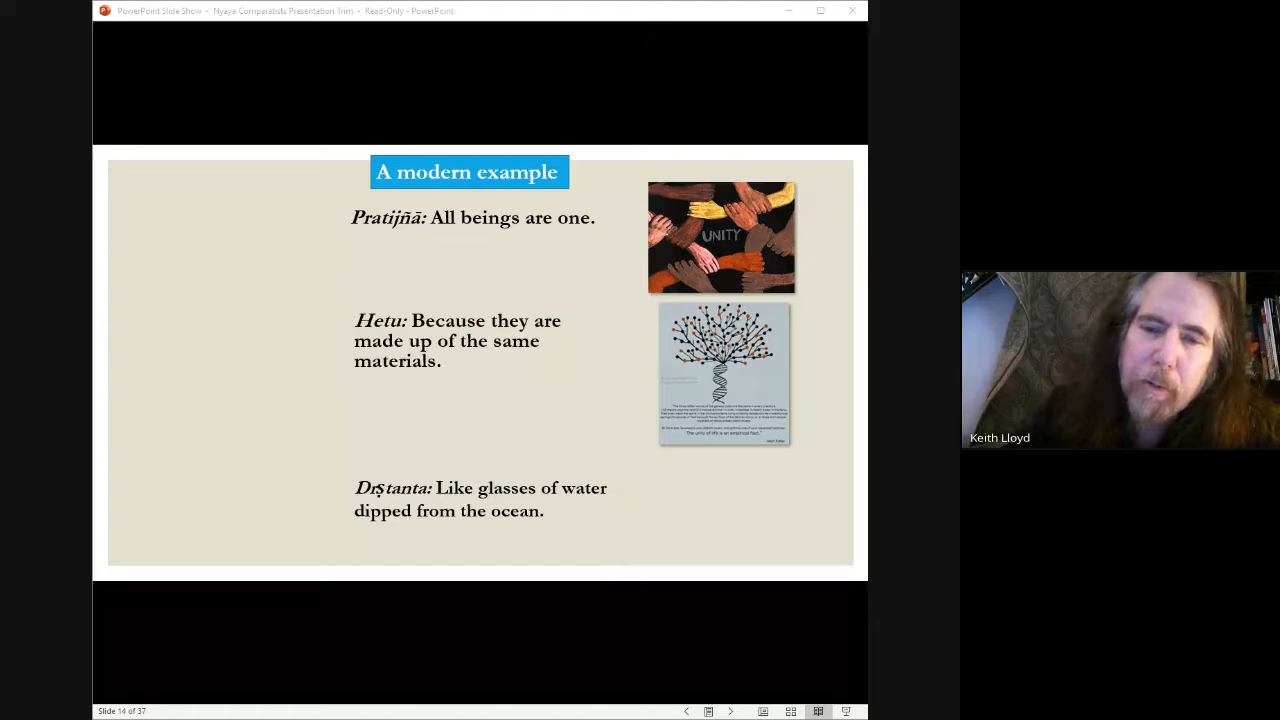 PowerPoint Slide Show - Nyaya Comparatists Presentation Trim - Read-Only - PowerPoint
A modern example
Pratijñā: All beings are one.
UNITY
Hetu: Because they are
made up of the same
materials.
The unity of life is an empirical fact."
Drṣtanta: Like glasses of water
dipped from the ocean.
Keith Lloyd
Slide 14 of 37